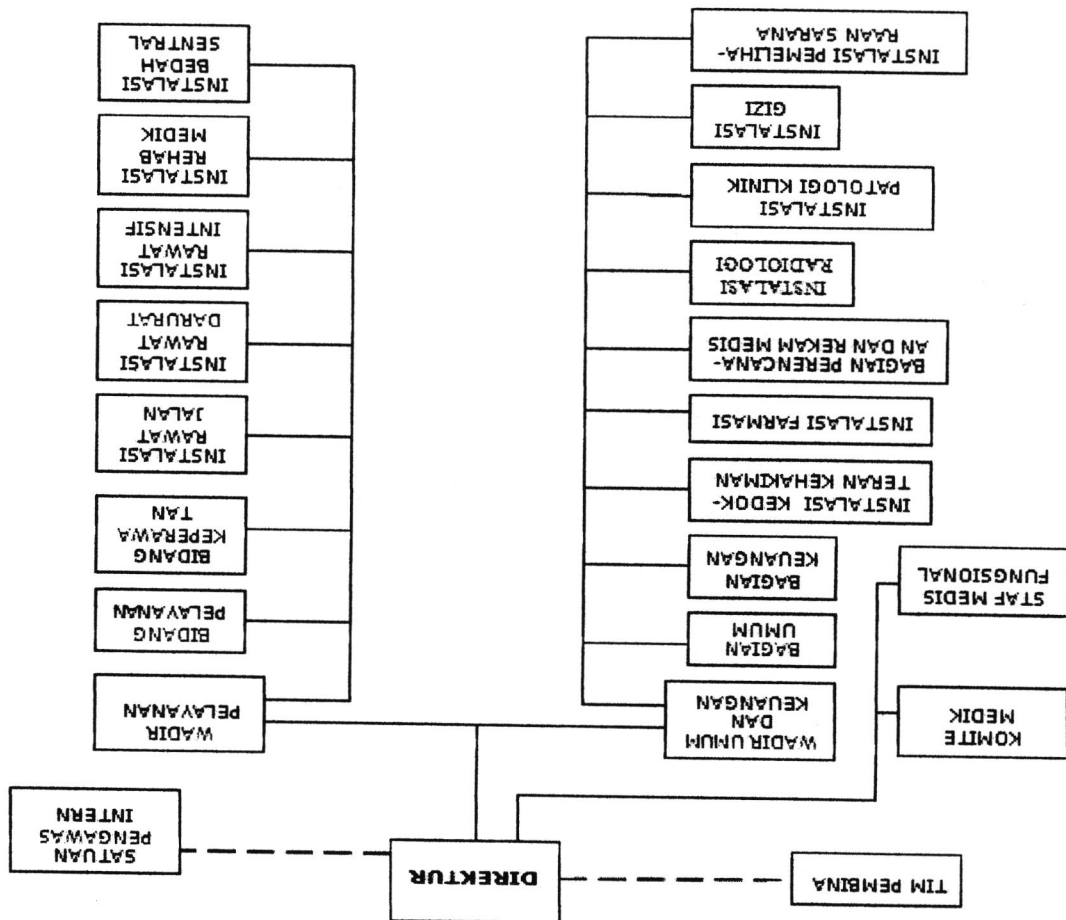 TIM PEMBINA
DIREKTUR
SATUAN
PENGAWAS
INTERN
KOMITE
MEDIK
STAF MEDIS
FUNGSIONAL
WADIR UMUM
DAN
KEUANGAN
BAGIAN
UMUM
BAGIAN
KEUANGAN
INSTALASI KEDOK-
TERAN KEHAKIMAN
INSTALASI FARMASI
BAGIAN PERENCANA-
AN DAN REKAM MEDIS
INSTALASI
RADIOLOGI
INSTALASI
PATOLOGI KLINIK
INSTALASI
GIZI
INSTALASI PEMELIHA-
RAAN SARANA
WADIR
PELAYANAN
BIDANG
PELAYANAN
BIDANG
KEPERAWA
TAN
INSTALASI
RAWAT
JALAN
INSTALASI
RAWAT
DARURAT
INSTALASI
RAWAT
INTENSIF
INSTALASI
REHAB
MEDIK
INSTALASI
BEDAH
SENTRAL